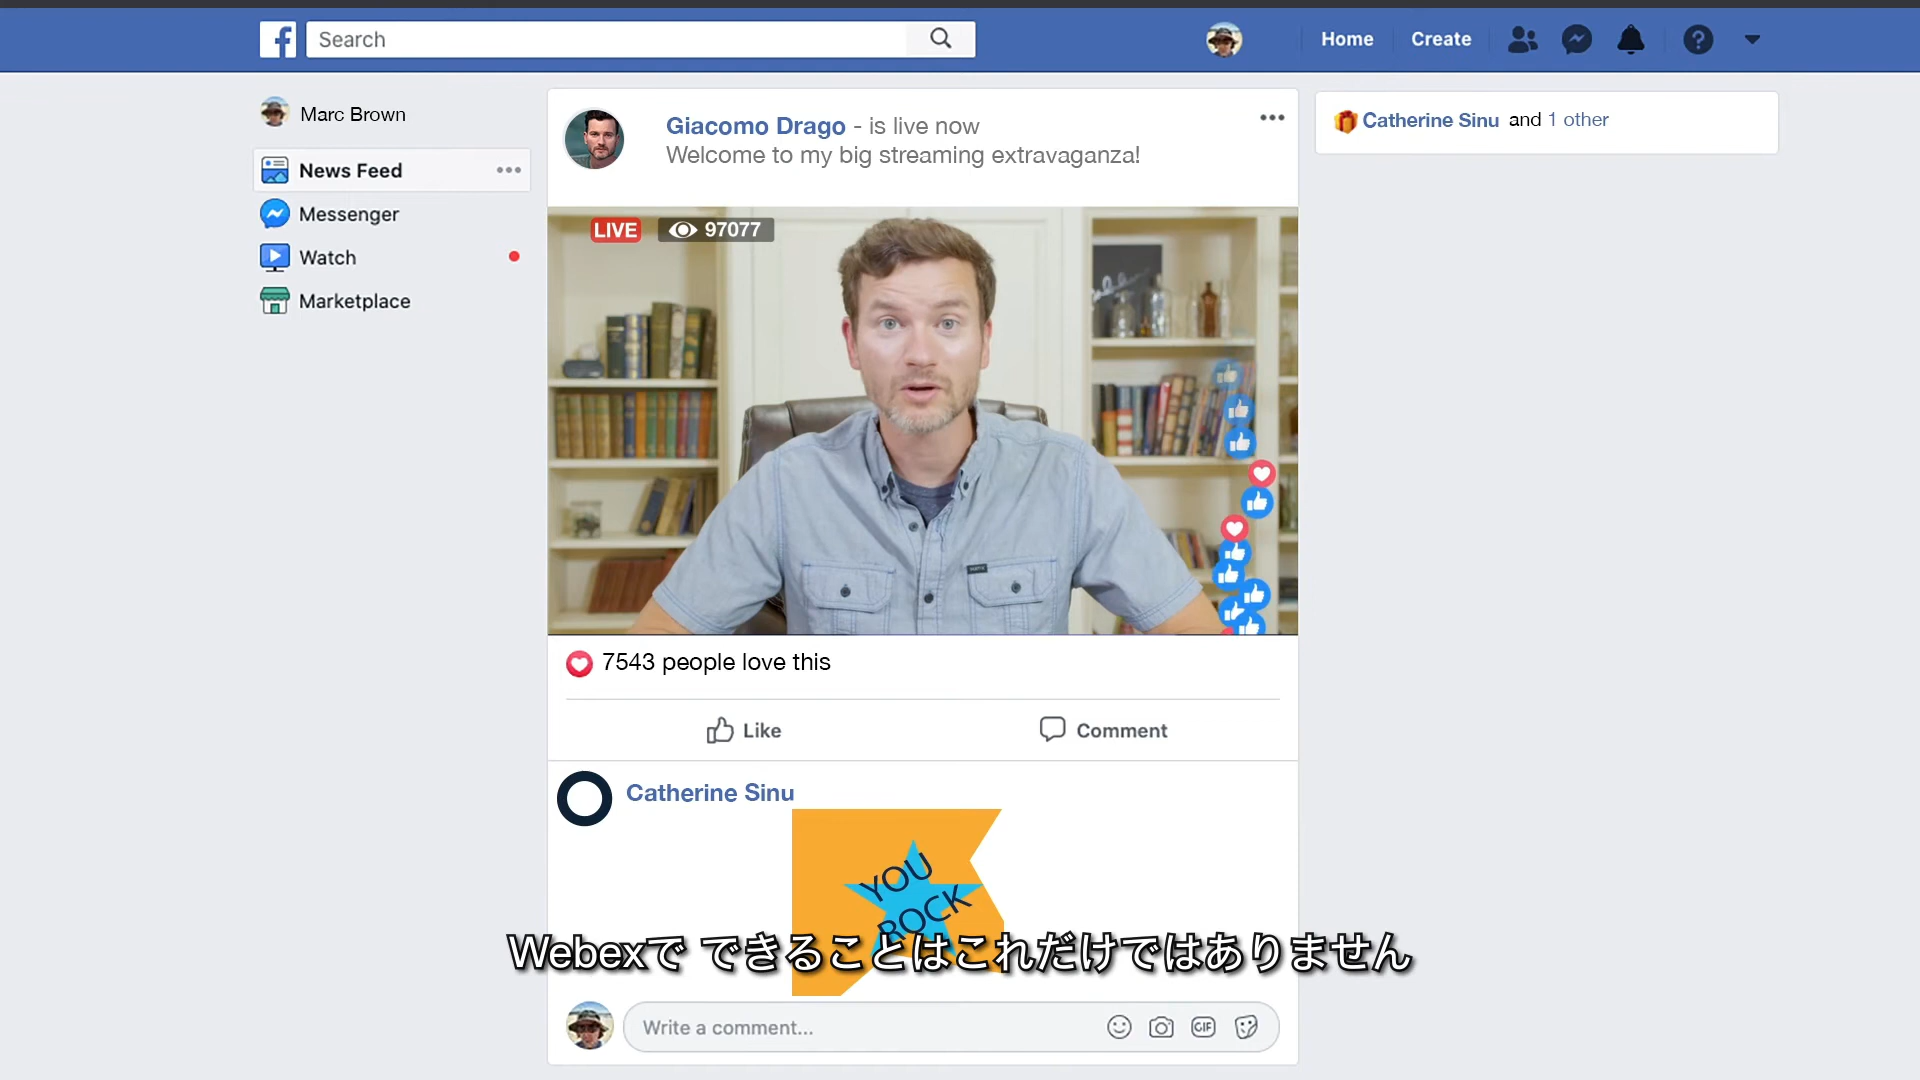 Search
Home
Create
Marc Brown
News Feed
Messenger
Watch
Marketplace
Giacomo Drago - is live now
Welcome to my big streaming extravaganza!
Catherine Sinu and 1 other
LIVE
97077
7543 people love this
Like
Comment
Catherine Sinu
YOU
ROCK
Webexで できることはこれだけではありません
Write a comment...
GIF